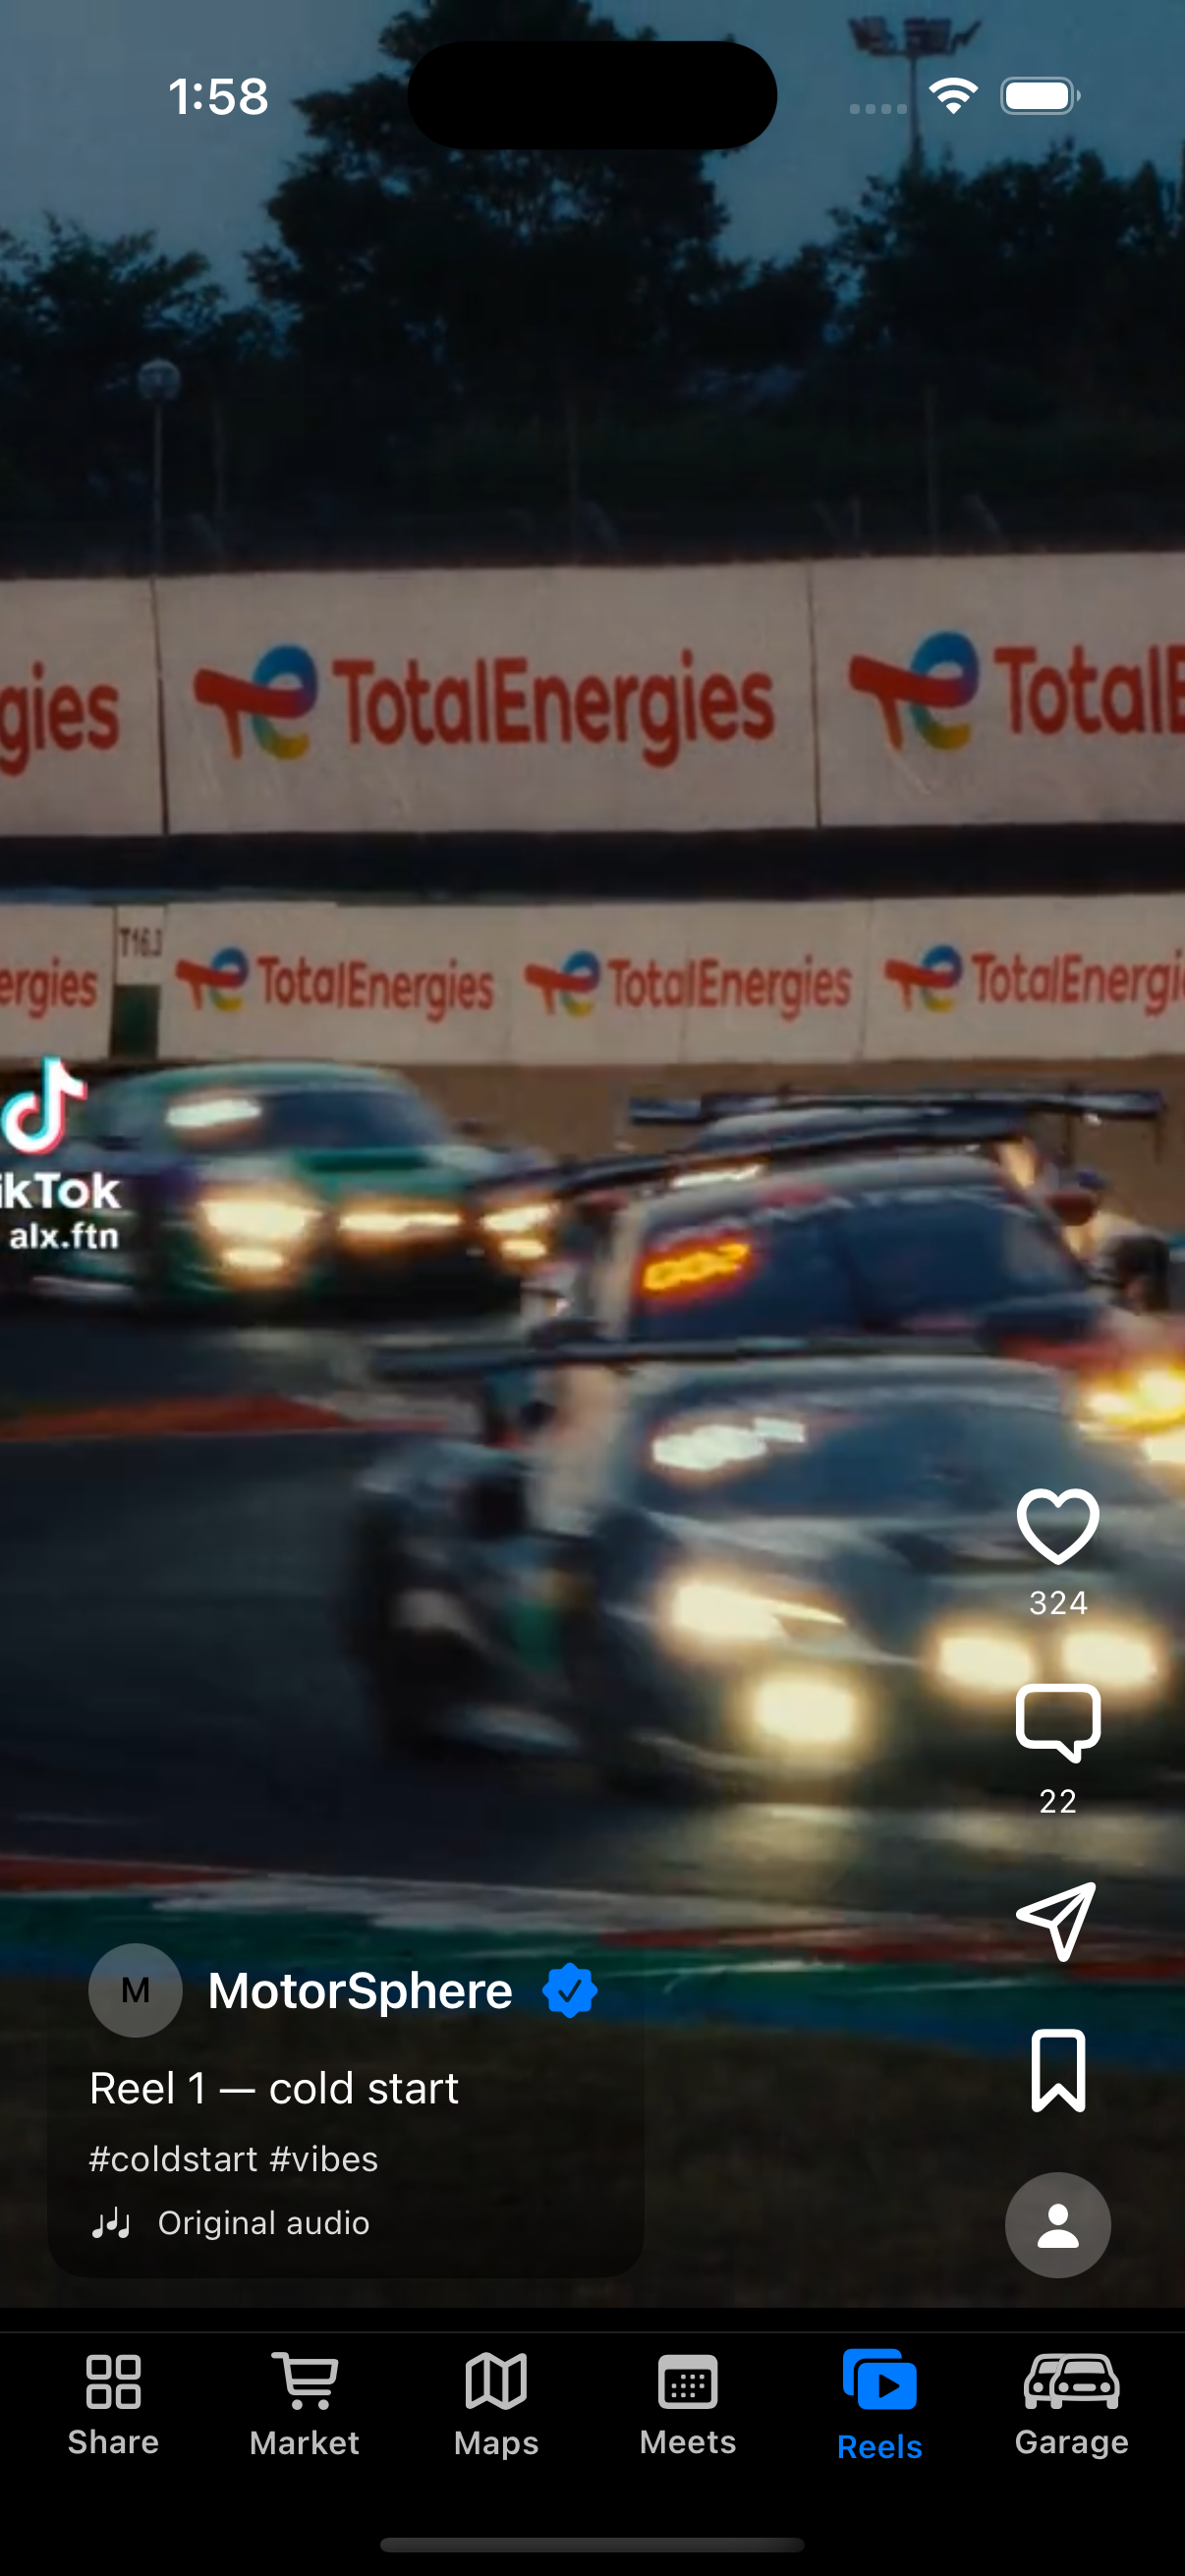 1:58
gies
TotalEnergies
TotalE
ergies
T16.1
TotalEnergies
TotalEnergies
TotalEnergi
ikTok
alx.ftn
324
22
M
MotorSphere
Reel 1 — cold start
#coldstart #vibes
Original audio
Share
Market
Maps
Meets
Reels
Garage